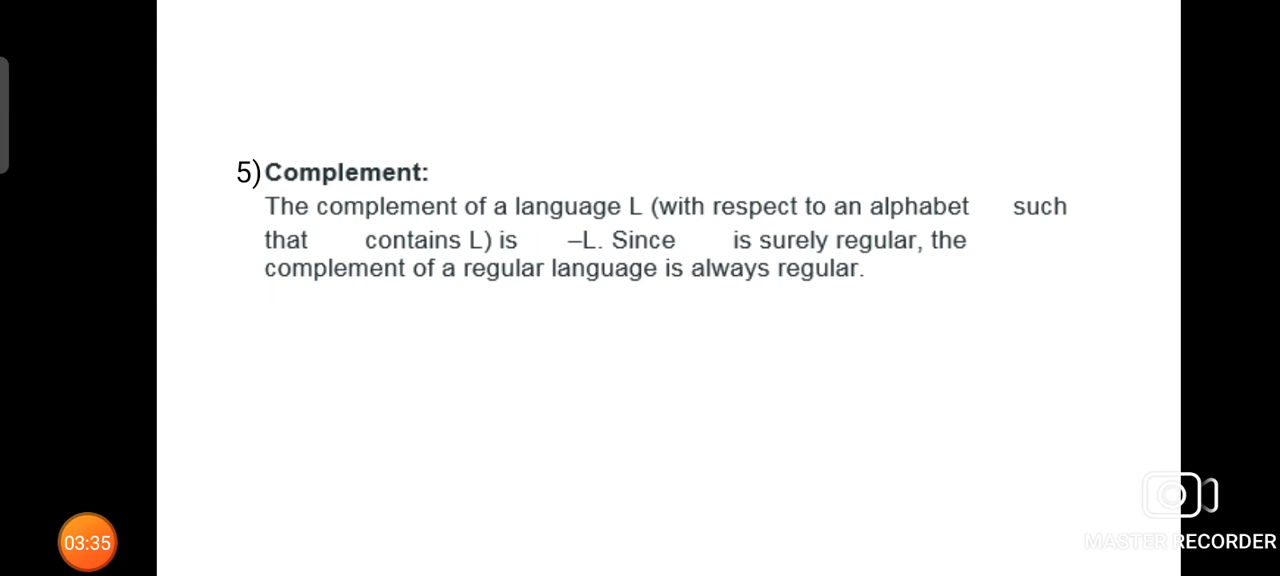 5) Complement:
The complement of a language L (with respect to an alphabet such
that contains L) is –L. Since is surely regular, the
complement of a regular language is always regular.
03:35
MASTER RECORDER